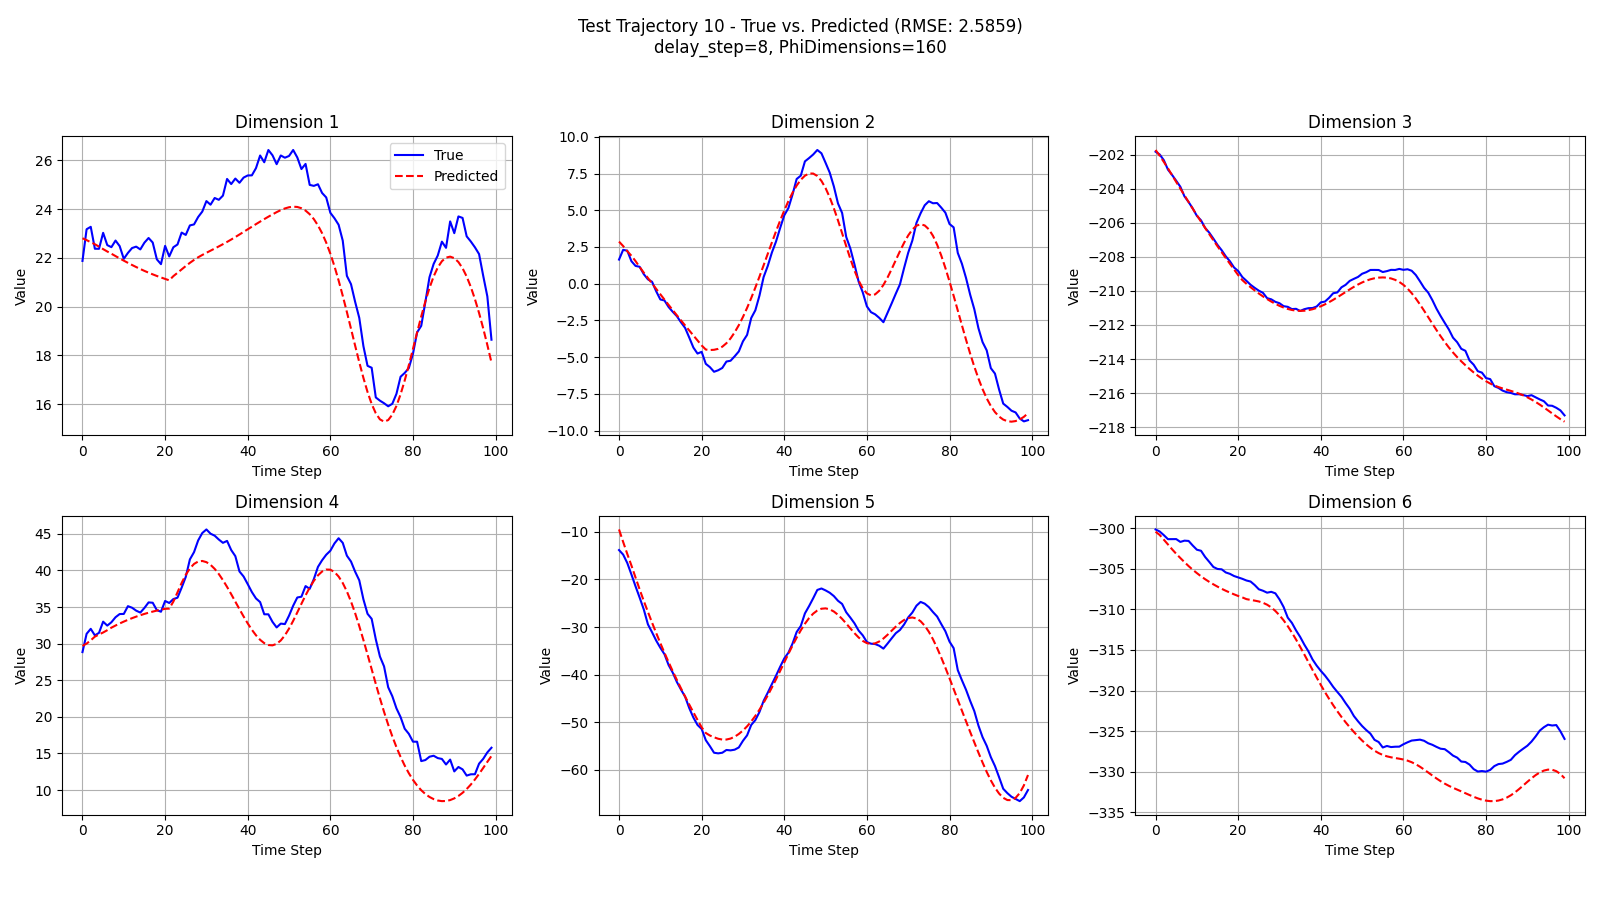 Test Trajectory 10 - True vs. Predicted (RMSE: 2.5859)
delay_step=8, PhiDimensions=160
Dimension 1
True
Predicted
26
24
22
20
18
16
Value
0 20 40 60 80 100
Time Step
Dimension 2
10.0
7.5
5.0
2.5
0.0
−2.5
−5.0
−7.5
−10.0
Value
0 20 40 60 80 100
Time Step
Dimension 3
−202
−204
−206
−208
−210
−212
−214
−216
−218
Value
0 20 40 60 80 100
Time Step
Dimension 4
45
40
35
30
25
20
15
10
Value
0 20 40 60 80 100
Time Step
Dimension 5
−10
−20
−30
−40
−50
−60
Value
0 20 40 60 80 100
Time Step
Dimension 6
−300
−305
−310
−315
−320
−325
−330
−335
Value
0 20 40 60 80 100
Time Step